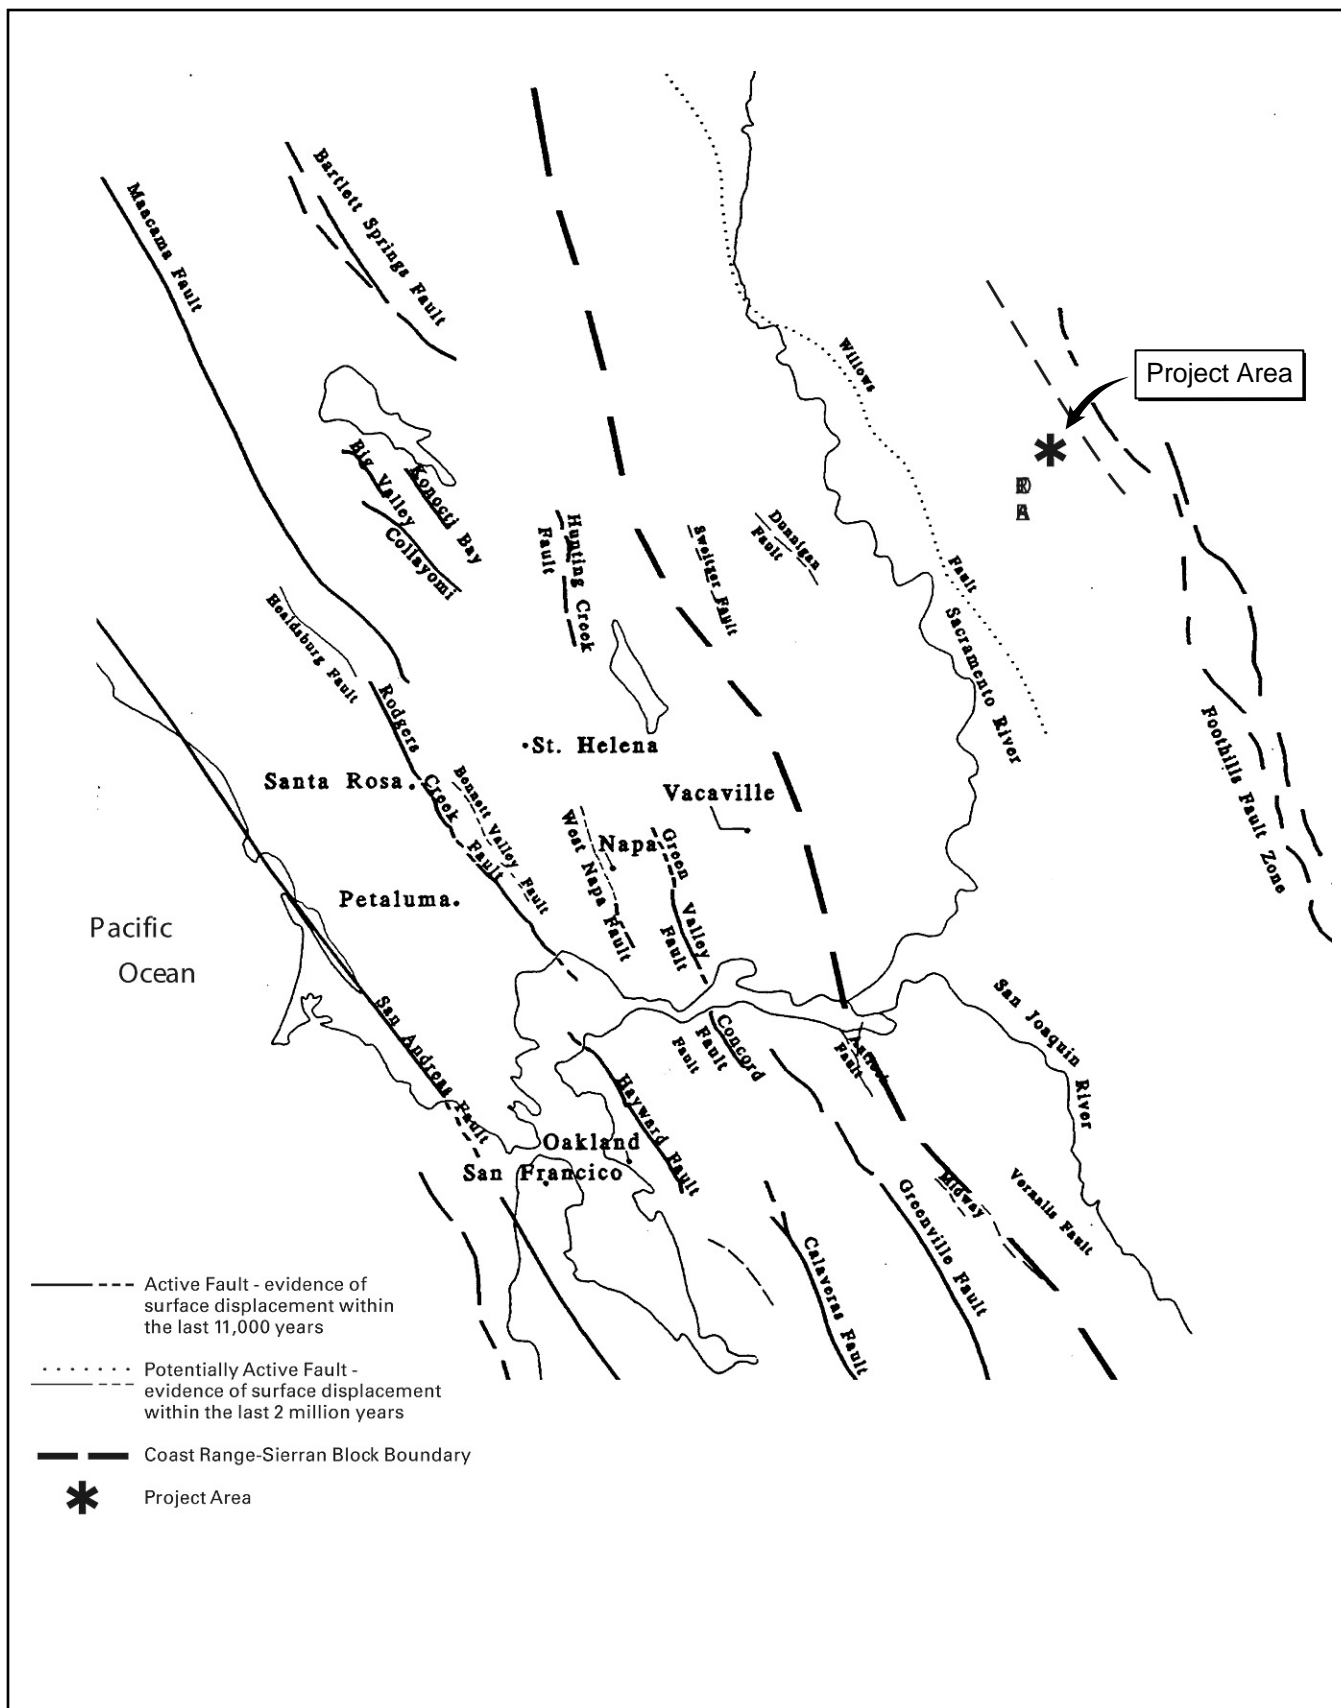 Bartlett Springs Fault
Maacama Fault
Willows
Fault
Project Area
Big Valley
Konocti Bay
Collayomi
Hunting Creek
Fault
Sweitzer Fault
Dunnigan
Fault
Healdsburg Fault
Sacramento River
Rodgers
Creek
Fault
St. Helena
Santa Rosa
Bennett Valley Fault
Vacaville
Foothills Fault Zone
West Napa Fault
Napa
Green
Valley
Fault
Petaluma
Pacific
Ocean
San Andreas Fault
San Joaquin
River
Concord
Fault
Fault
Antioch
Fault
Hayward Fault
Oakland
San Francico
Midway
Vernalis Fault
Greenville Fault
Calaveras Fault
Active Fault - evidence of
surface displacement within
the last 11,000 years
Potentially Active Fault -
evidence of surface displacement
within the last 2 million years
Coast Range-Sierran Block Boundary
Project Area